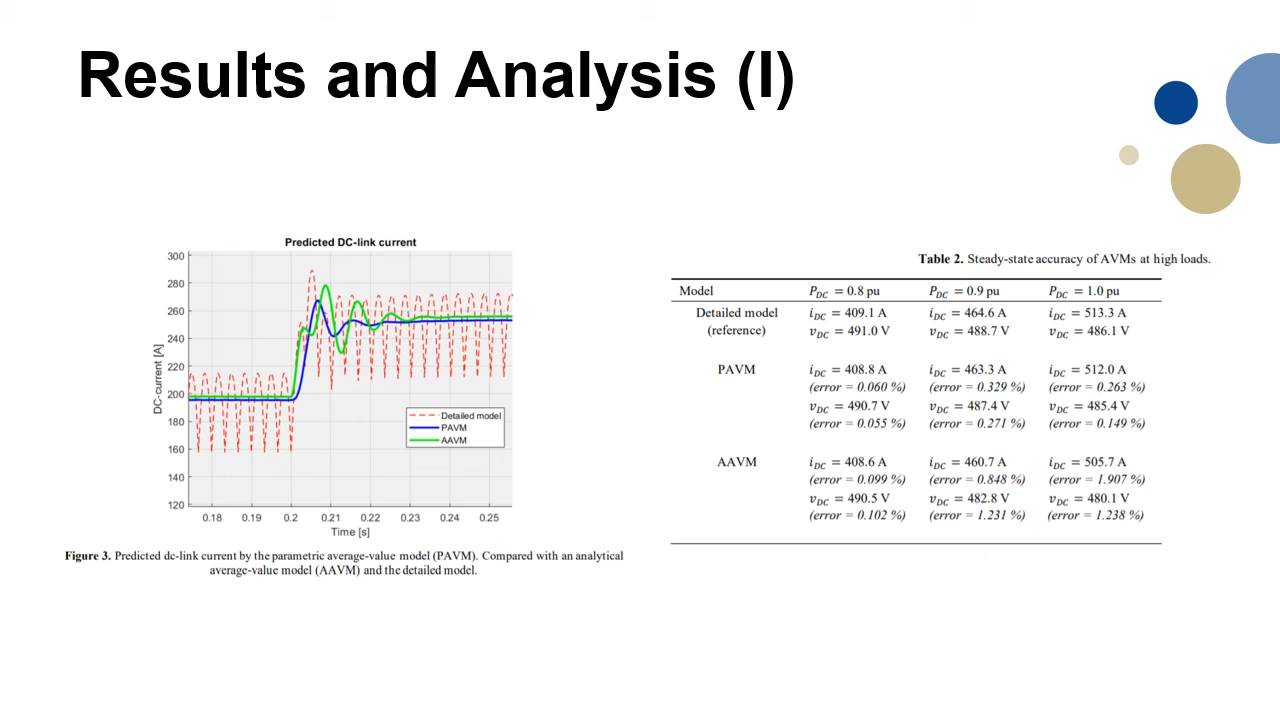 Results and Analysis (I)
Predicted DC-link current
300
280
260
240
220
200
180
160
140
120
DC-current [A]
0.18 0.19 0.2 0.21 0.22 0.23 0.24 0.25
Time [s]
Detailed model
PAVM
AAVM
Figure 3. Predicted dc-link current by the parametric average-value model (PAVM). Compared with an analytical
average-value model (AAVM) and the detailed model.
Table 2. Steady-state accuracy of AVMs at high loads.
Model P_DC = 0.8 pu P_DC = 0.9 pu P_DC = 1.0 pu
Detailed model i_DC = 409.1 A i_DC = 464.6 A i_DC = 513.3 A
(reference) v_DC = 491.0 V v_DC = 488.7 V v_DC = 486.1 V
PAVM i_DC = 408.8 A i_DC = 463.3 A i_DC = 512.0 A
(error = 0.060 %) (error = 0.329 %) (error = 0.263 %)
v_DC = 490.7 V v_DC = 487.4 V v_DC = 485.4 V
(error = 0.055 %) (error = 0.271 %) (error = 0.149 %)
AAVM i_DC = 408.6 A i_DC = 460.7 A i_DC = 505.7 A
(error = 0.099 %) (error = 0.848 %) (error = 1.907 %)
v_DC = 490.5 V v_DC = 482.8 V v_DC = 480.1 V
(error = 0.102 %) (error = 1.231 %) (error = 1.238 %)